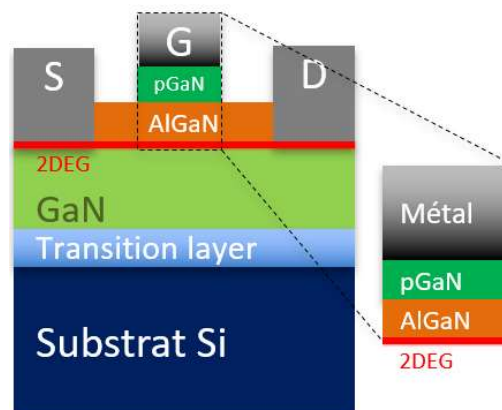 G
S
D
pGaN
AlGaN
2DEG
GaN
Transition layer
Substrat Si
Métal
pGaN
AlGaN
2DEG